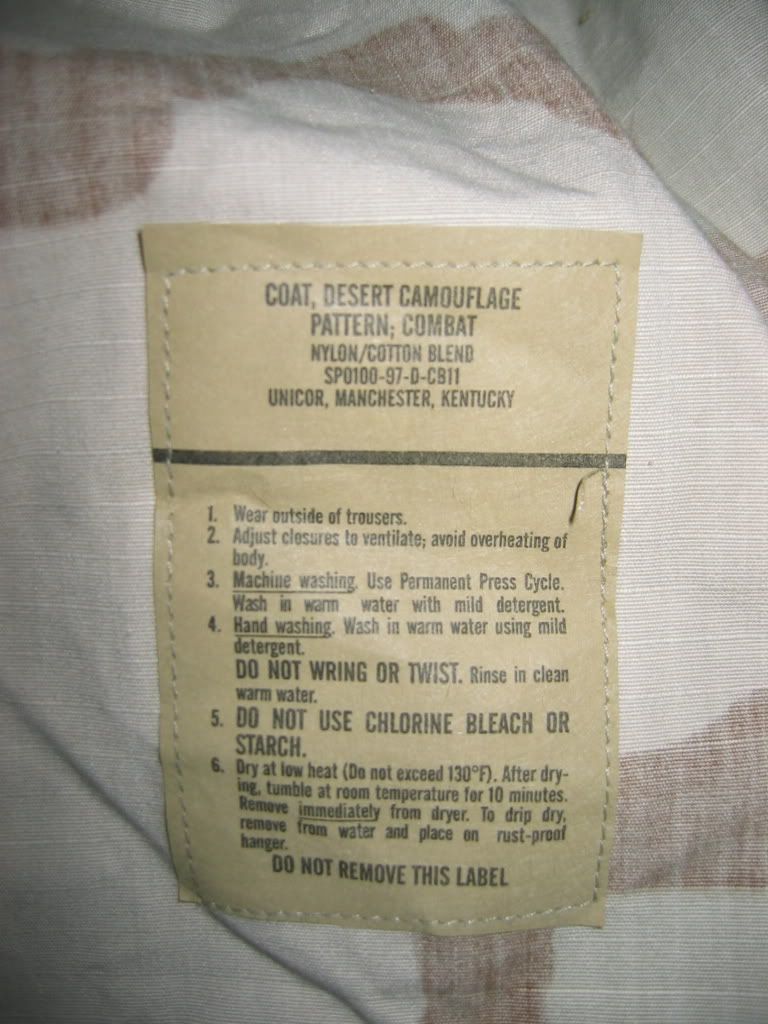 COAT, DESERT CAMOUFLAGE
PATTERN; COMBAT
NYLON/COTTON BLEND
SP0100-97-D-CB11
UNICOR, MANCHESTER, KENTUCKY
1. Wear outside of trousers.
2. Adjust closures to ventilate; avoid overheating of
body.
3. Machine washing. Use Permanent Press Cycle.
Wash in warm water with mild detergent.
4. Hand washing. Wash in warm water using mild
detergent.
DO NOT WRING OR TWIST. Rinse in clean
warm water.
5. DO NOT USE CHLORINE BLEACH OR
STARCH.
6. Dry at low heat (Do not exceed 130°F). After dry-
ing, tumble at room temperature for 10 minutes.
Remove immediately from dryer. To drip dry,
remove from water and place on rust-proof
hanger.
DO NOT REMOVE THIS LABEL